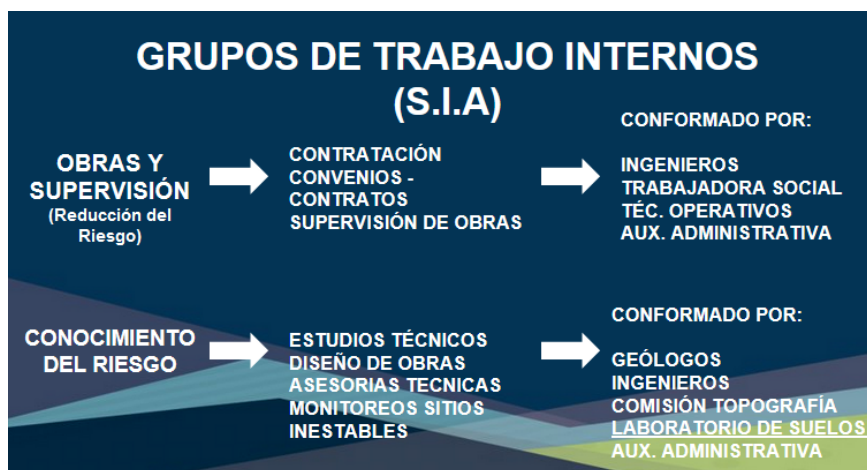 GRUPOS DE TRABAJO INTERNOS
(S.I.A)
OBRAS Y
SUPERVISIÓN
(Reducción del
Riesgo)
CONTRATACIÓN
CONVENIOS -
CONTRATOS
SUPERVISIÓN DE OBRAS
CONFORMADO POR:
INGENIEROS
TRABAJADORA SOCIAL
TÉC. OPERATIVOS
AUX. ADMINISTRATIVA
CONOCIMIENTO
DEL RIESGO
ESTUDIOS TÉCNICOS
DISEÑO DE OBRAS
ASESORIAS TECNICAS
MONITOREOS SITIOS
INESTABLES
CONFORMADO POR:
GEÓLOGOS
INGENIEROS
COMISIÓN TOPOGRAFÍA
LABORATORIO DE SUELOS
AUX. ADMINISTRATIVA